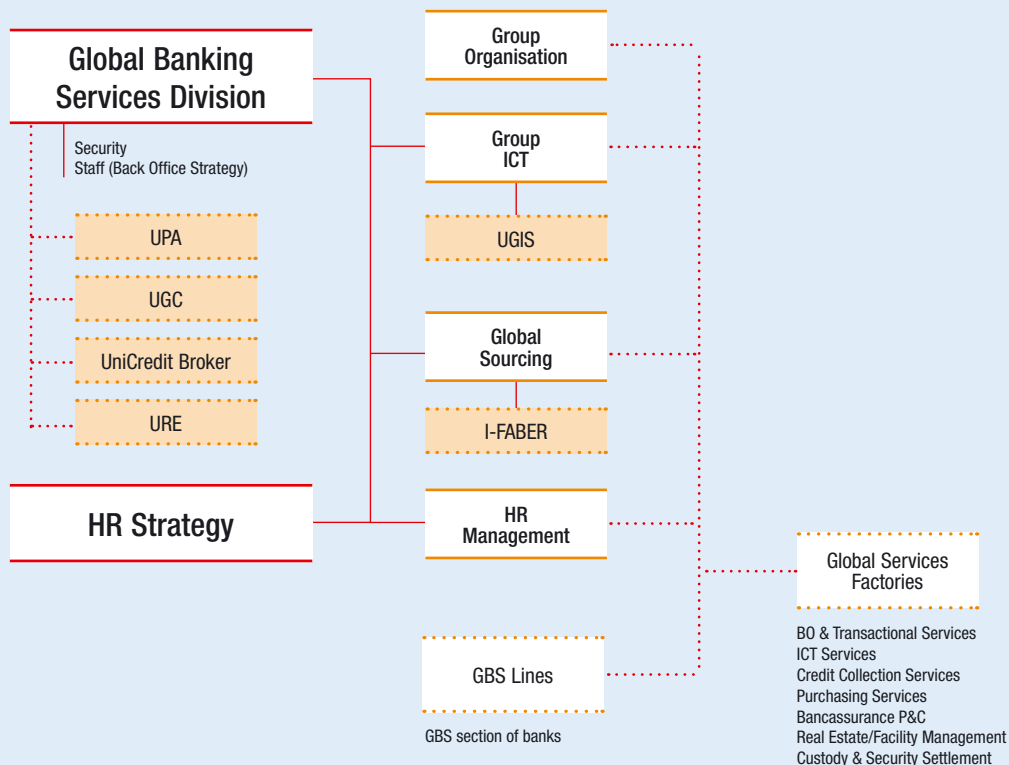 Global Banking
Services Division
Security
Staff (Back Office Strategy)
UPA
UGC
UniCredit Broker
URE
HR Strategy
Group
Organisation
Group
ICT
UGIS
Global
Sourcing
I-FABER
HR
Management
GBS Lines
GBS section of banks
Global Services
Factories
BO & Transactional Services
ICT Services
Credit Collection Services
Purchasing Services
Bancassurance P&C
Real Estate/Facility Management
Custody & Security Settlement